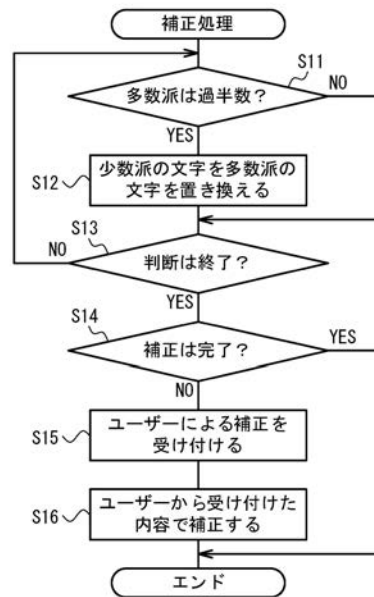 補正処理
S11
多数派は過半数？
NO
YES
S12
少数派の文字を多数派の
文字を置き換える
S13
NO
判断は終了？
YES
S14
補正は完了？
YES
NO
S15
ユーザーによる補正を
受け付ける
S16
ユーザーから受け付けた
内容で補正する
エンド